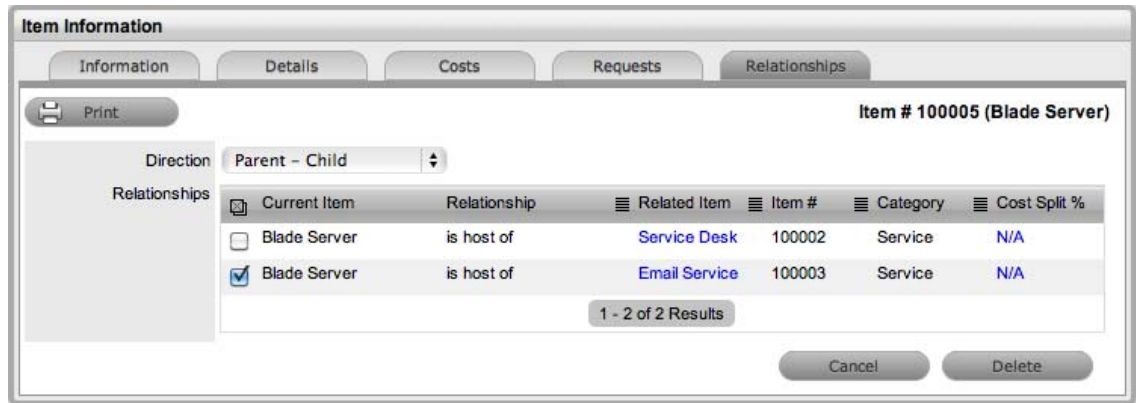 Item Information
Information Details Costs Requests Relationships
Print Item # 100005 (Blade Server)
Direction Parent – Child
Relationships Current Item Relationship Related Item Item # Category Cost Split %
Blade Server is host of Service Desk 100002 Service N/A
Blade Server is host of Email Service 100003 Service N/A
1 - 2 of 2 Results
Cancel Delete